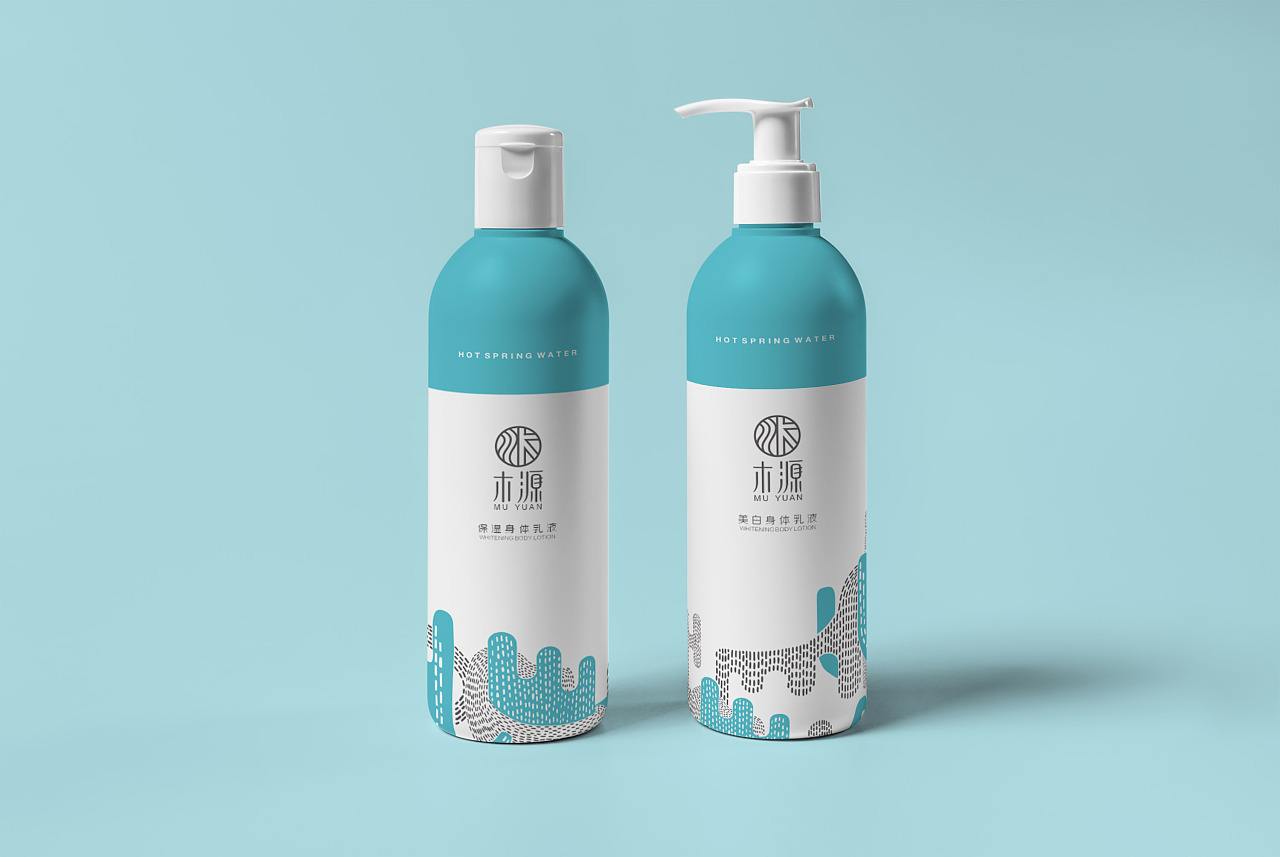 HOT SPRING WATER
木源
MU YUAN
保湿身体乳液
WHITENING BODY LOTION
HOT SPRING WATER
木源
MU YUAN
美白身体乳液
WHITENING BODY LOTION